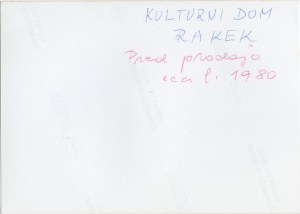 KULTURNI DOM
RAKEK
Pred prodajo
cca l. 1980